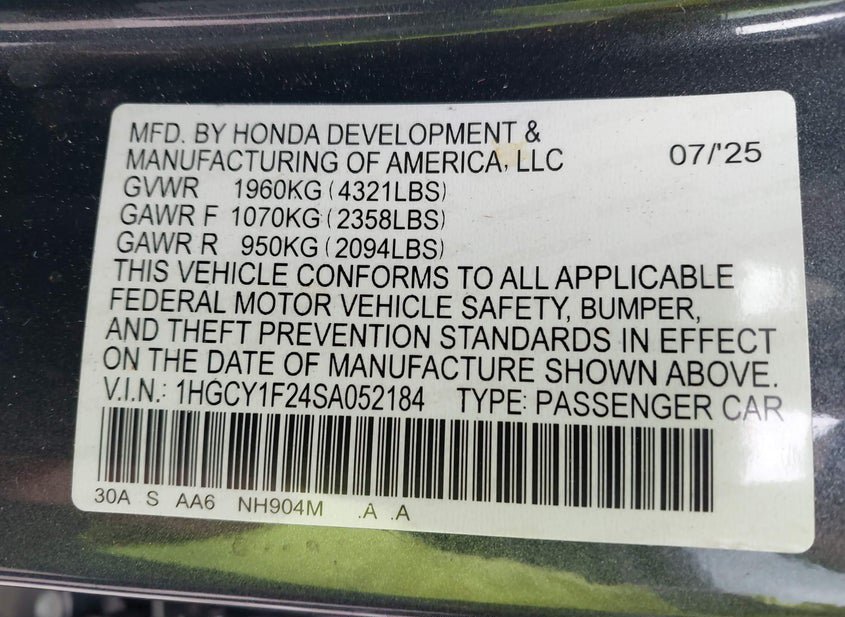 MFD. BY HONDA DEVELOPMENT &
MANUFACTURING OF AMERICA, LLC 07/'25
GVWR 1960KG (4321LBS)
GAWR F 1070KG (2358LBS)
GAWR R 950KG (2094LBS)
THIS VEHICLE CONFORMS TO ALL APPLICABLE
FEDERAL MOTOR VEHICLE SAFETY, BUMPER,
AND THEFT PREVENTION STANDARDS IN EFFECT
ON THE DATE OF MANUFACTURE SHOWN ABOVE.
V.I.N.: 1HGCY1F24SA052184 TYPE: PASSENGER CAR
30A S AA6 NH904M .A .A